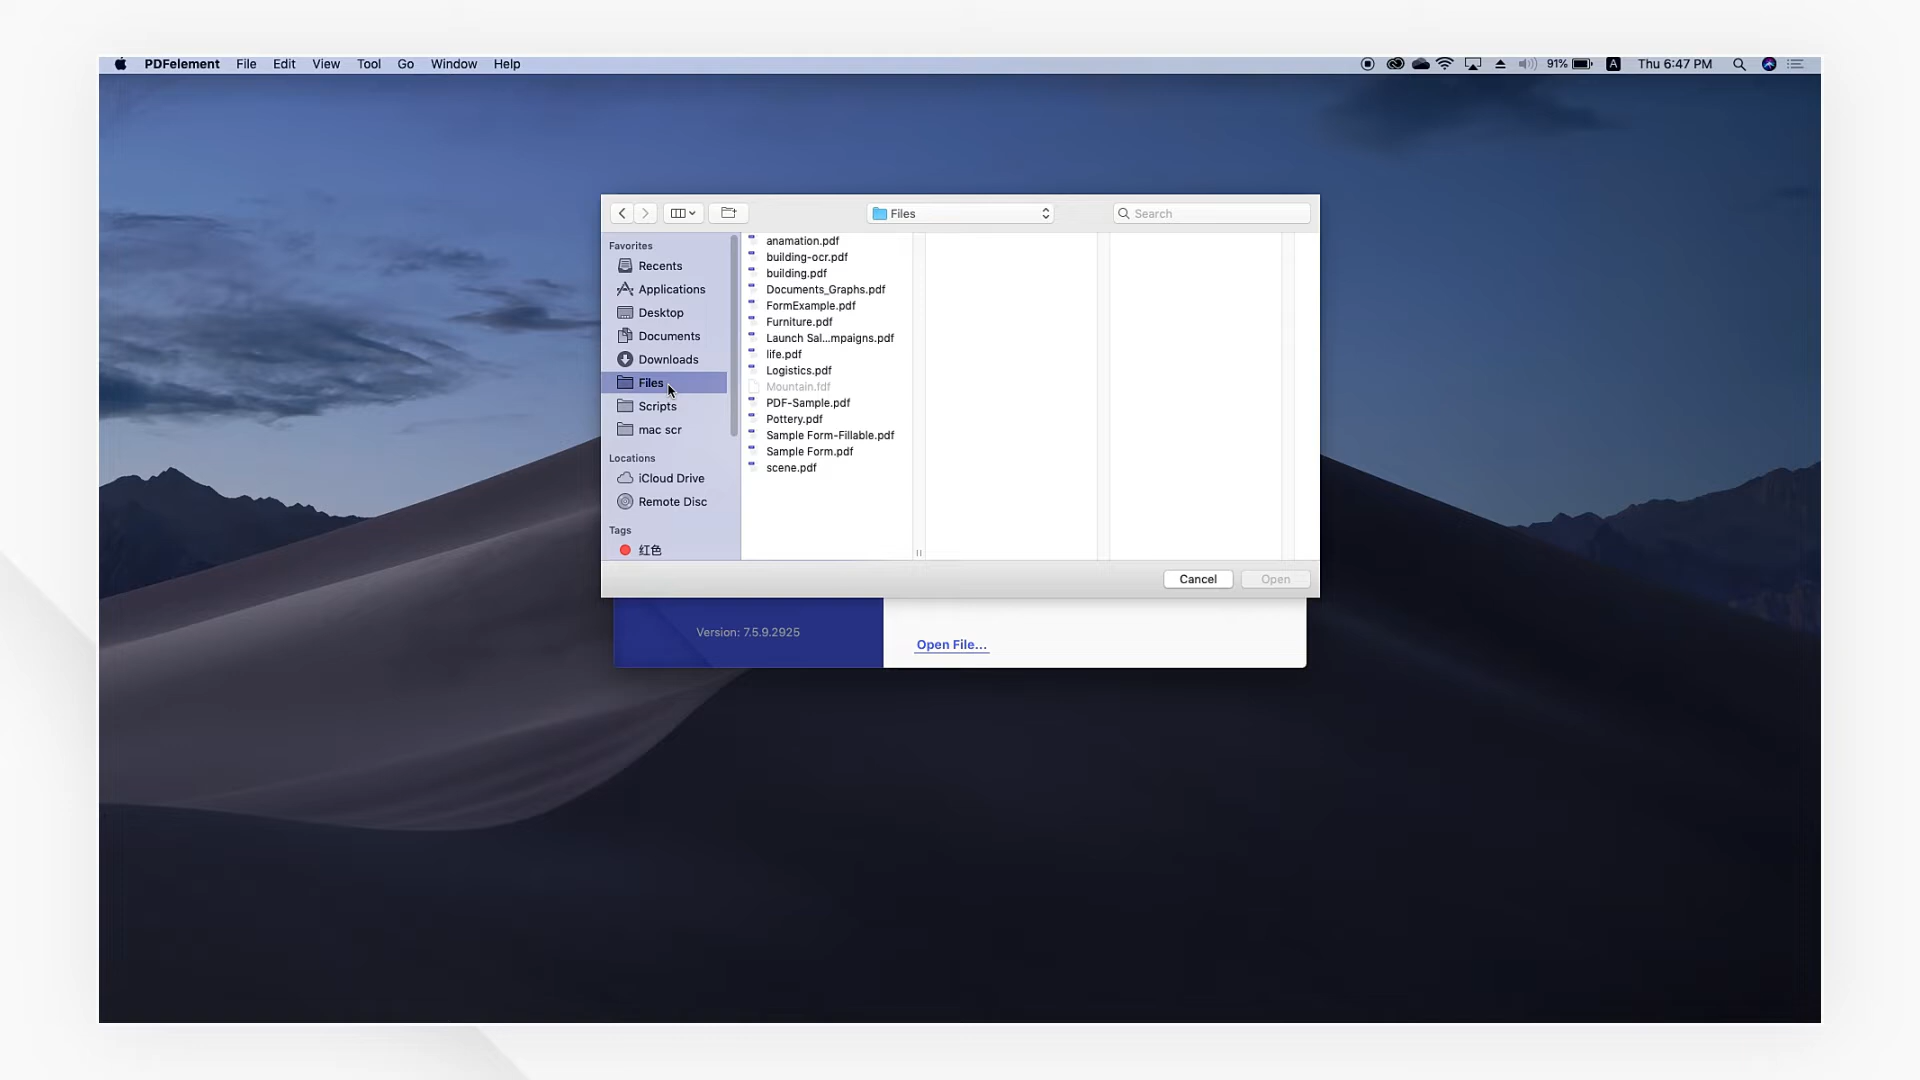 PDFelement File Edit View Tool Go Window Help 91% A Thu 6:47 PM
Files Search
Favorites
Recents
Applications
Desktop
Documents
Downloads
Files
Scripts
mac scr
Locations
iCloud Drive
Remote Disc
Tags
红色
anamation.pdf
building-ocr.pdf
building.pdf
Documents_Graphs.pdf
FormExample.pdf
Furniture.pdf
Launch Sal...mpaigns.pdf
life.pdf
Logistics.pdf
Mountain.fdf
PDF-Sample.pdf
Pottery.pdf
Sample Form-Fillable.pdf
Sample Form.pdf
scene.pdf
Cancel Open
Version: 7.5.9.2925
Open File...